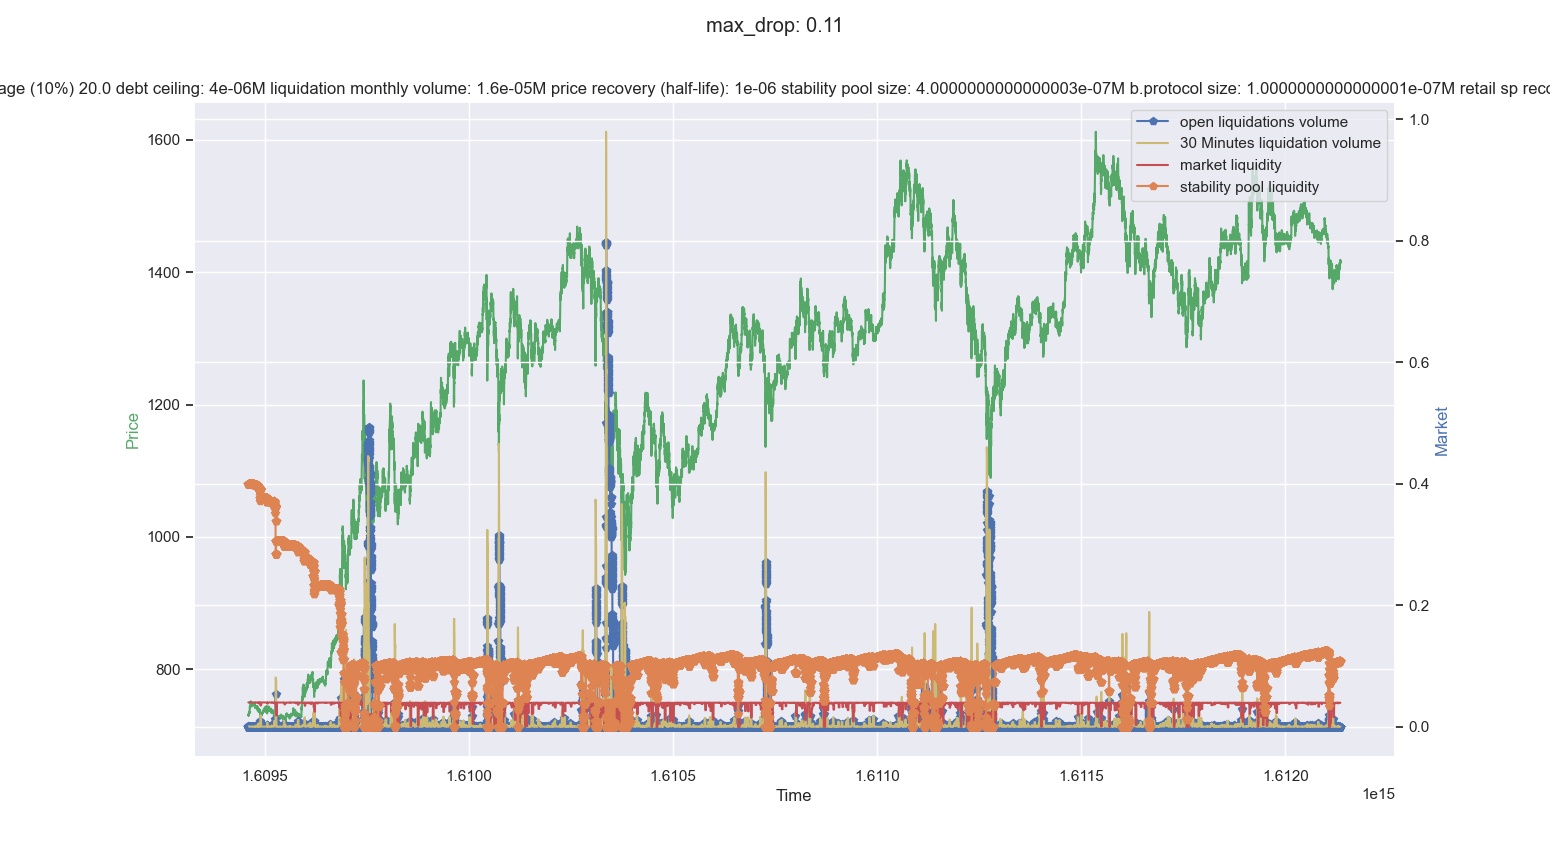 max_drop: 0.11
age (10%) 20.0 debt ceiling: 4e-06M liquidation monthly volume: 1.6e-05M price recovery (half-life): 1e-06 stability pool size: 4.0000000000000003e-07M b.protocol size: 1.0000000000000001e-07M retail sp reco
open liquidations volume
30 Minutes liquidation volume
market liquidity
stability pool liquidity
1600
1400
1200
1000
800
Price
1.0
0.8
0.6
0.4
0.2
0.0
Market
1.6095
1.6100
1.6105
1.6110
1.6115
1.6120
1e15
Time